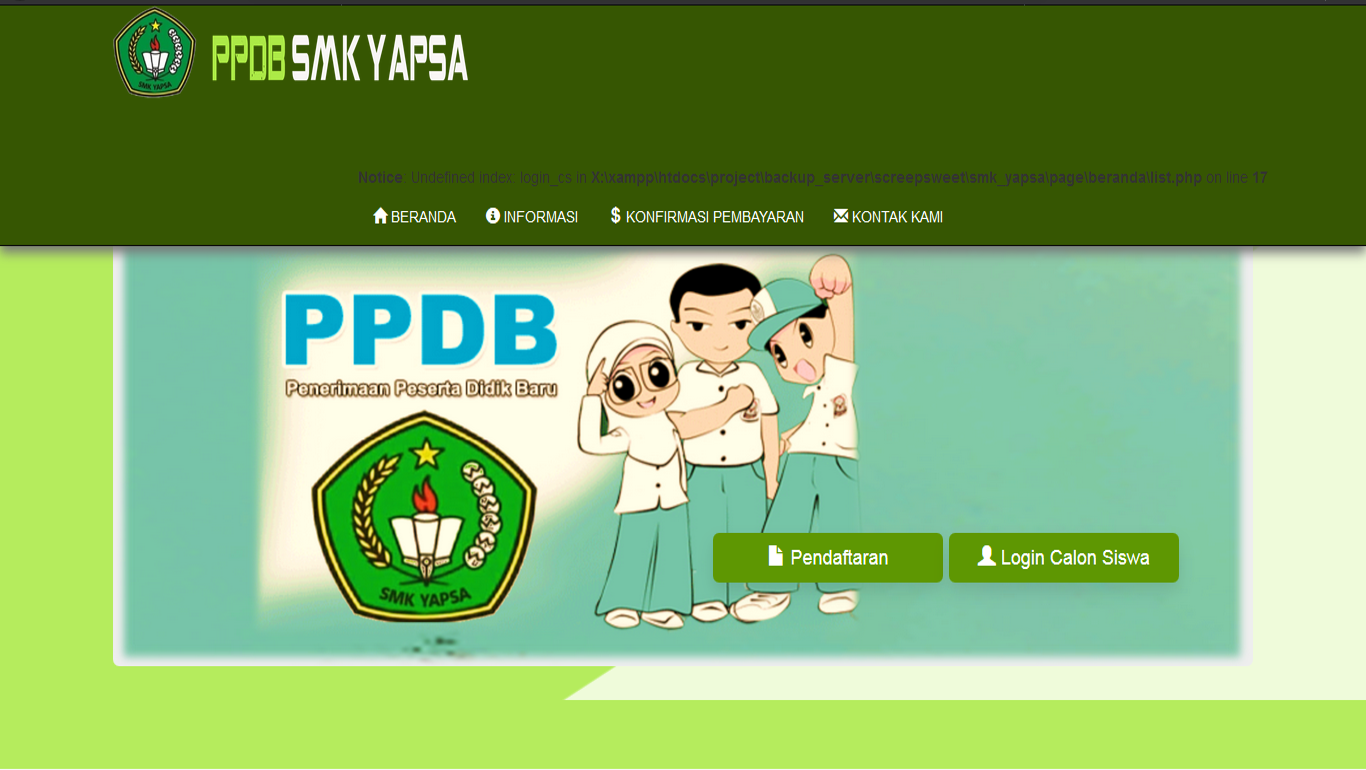 PPDB SMK YAPSA
SMK YAPSA
Notice: Undefined index: login_cs in X:\xampp\htdocs\project\backup_server\screepsweet\smk_yapsa\page\beranda\list.php on line 17
BERANDA INFORMASI $ KONFIRMASI PEMBAYARAN KONTAK KAMI
PPDB
Penerimaan Peserta Didik Baru
SMK YAPSA
Pendaftaran Login Calon Siswa